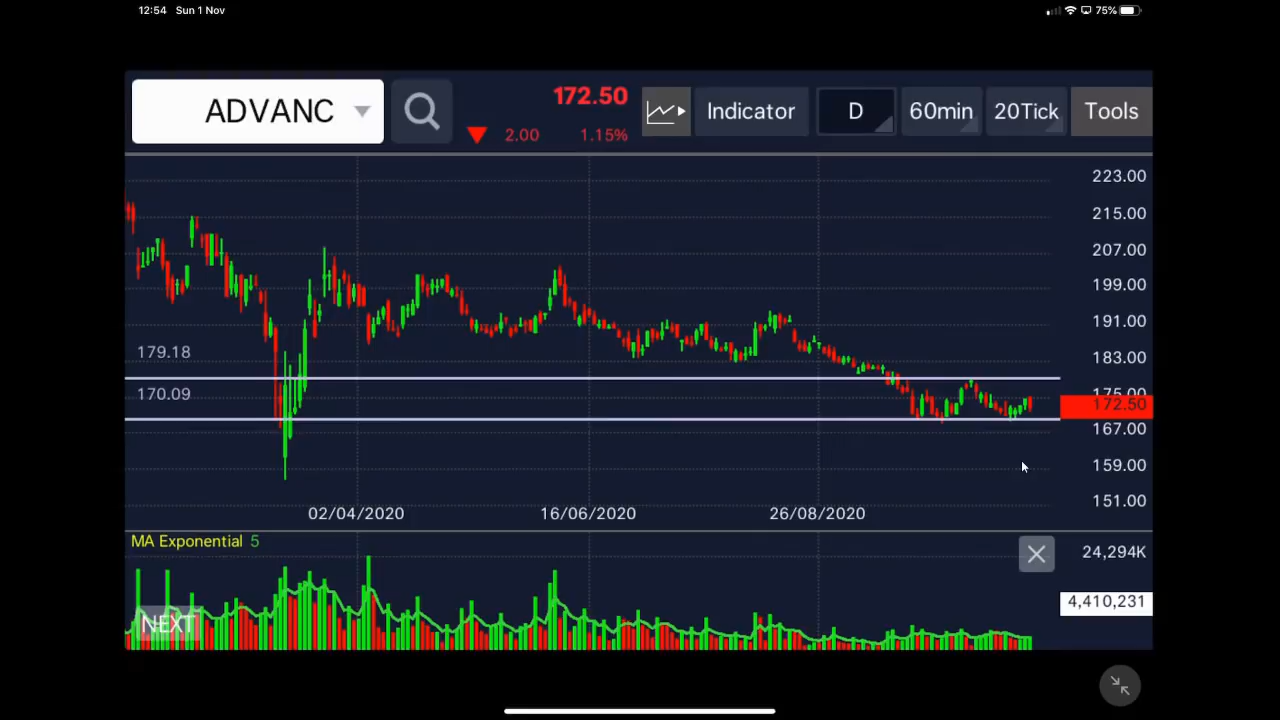 12:54 Sun 1 Nov 75%
ADVANC 172.50 Indicator D 60min 20Tick Tools
2.00 1.15%
223.00
215.00
207.00
199.00
191.00
179.18
183.00
170.09
175.00
172.50
167.00
159.00
151.00
02/04/2020 16/06/2020 26/08/2020
MA Exponential 5
24,294K
4,410,231
NEXT